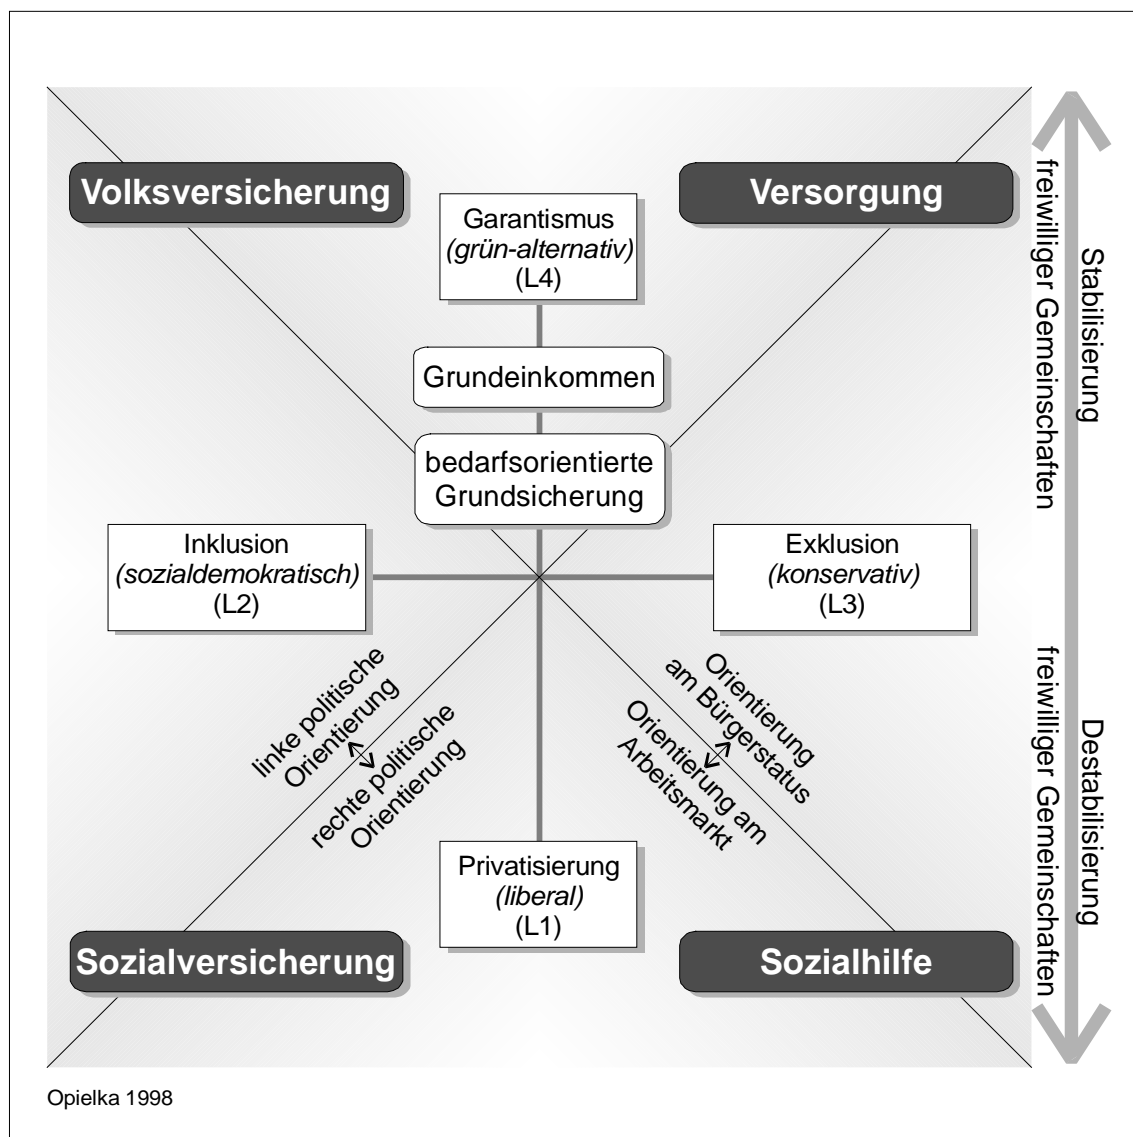 Volksversicherung
Versorgung
Garantismus
(grün-alternativ)
(L4)
Grundeinkommen
bedarfsorientierte
Grundsicherung
Inklusion
(sozialdemokratisch)
(L2)
Exklusion
(konservativ)
(L3)
linke politische
Orientierung
rechte politische
Orientierung
Orientierung
am Bürgerstatus
Orientierung am
Arbeitsmarkt
Privatisierung
(liberal)
(L1)
Sozialversicherung
Sozialhilfe
Stabilisierung
freiwilliger Gemeinschaften
Destabilisierung
freiwilliger Gemeinschaften
Opielka 1998